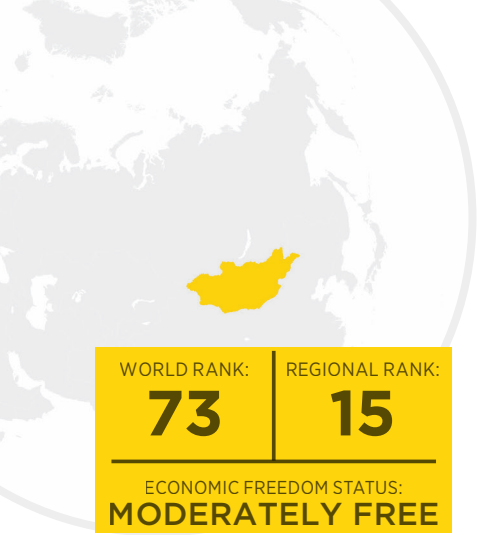 WORLD RANK:
73
REGIONAL RANK:
15
ECONOMIC FREEDOM STATUS:
MODERATELY FREE